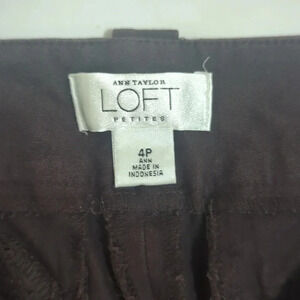 ANN TAYLOR
LOFT
PETITES
4P
ANN
MADE IN
INDONESIA